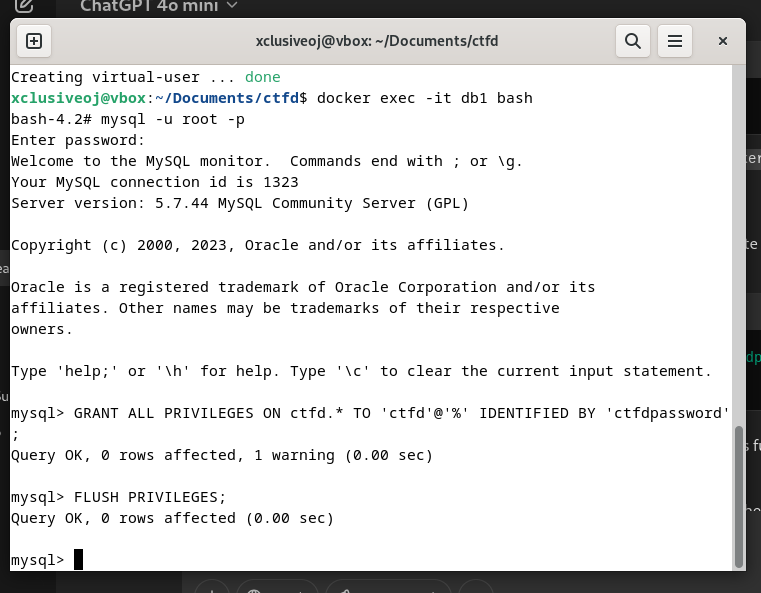 ChatGPT 4o mini
xclusiveoj@vbox: ~/Documents/ctfd
Creating virtual-user ... done
xclusiveoj@vbox:~/Documents/ctfd$ docker exec -it db1 bash
bash-4.2# mysql -u root -p
Enter password:
Welcome to the MySQL monitor.  Commands end with ; or \g.
Your MySQL connection id is 1323
Server version: 5.7.44 MySQL Community Server (GPL)
Copyright (c) 2000, 2023, Oracle and/or its affiliates.
Oracle is a registered trademark of Oracle Corporation and/or its
affiliates. Other names may be trademarks of their respective
owners.
Type 'help;' or '\h' for help. Type '\c' to clear the current input statement.
mysql> GRANT ALL PRIVILEGES ON ctfd.* TO 'ctfd'@'%' IDENTIFIED BY 'ctfdpassword'
;
Query OK, 0 rows affected, 1 warning (0.00 sec)
mysql> FLUSH PRIVILEGES;
Query OK, 0 rows affected (0.00 sec)
mysql>